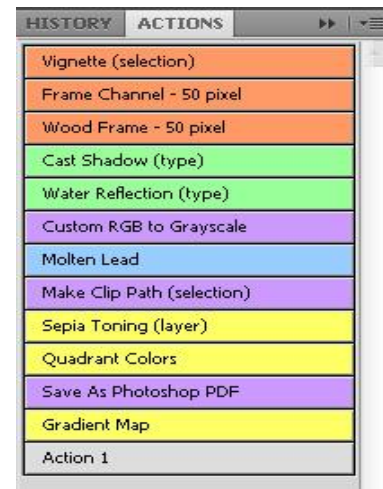 HISTORY ACTIONS
Vignette (selection)
Frame Channel - 50 pixel
Wood Frame - 50 pixel
Cast Shadow (type)
Water Reflection (type)
Custom RGB to Grayscale
Molten Lead
Make Clip Path (selection)
Sepia Toning (layer)
Quadrant Colors
Save As Photoshop PDF
Gradient Map
Action 1